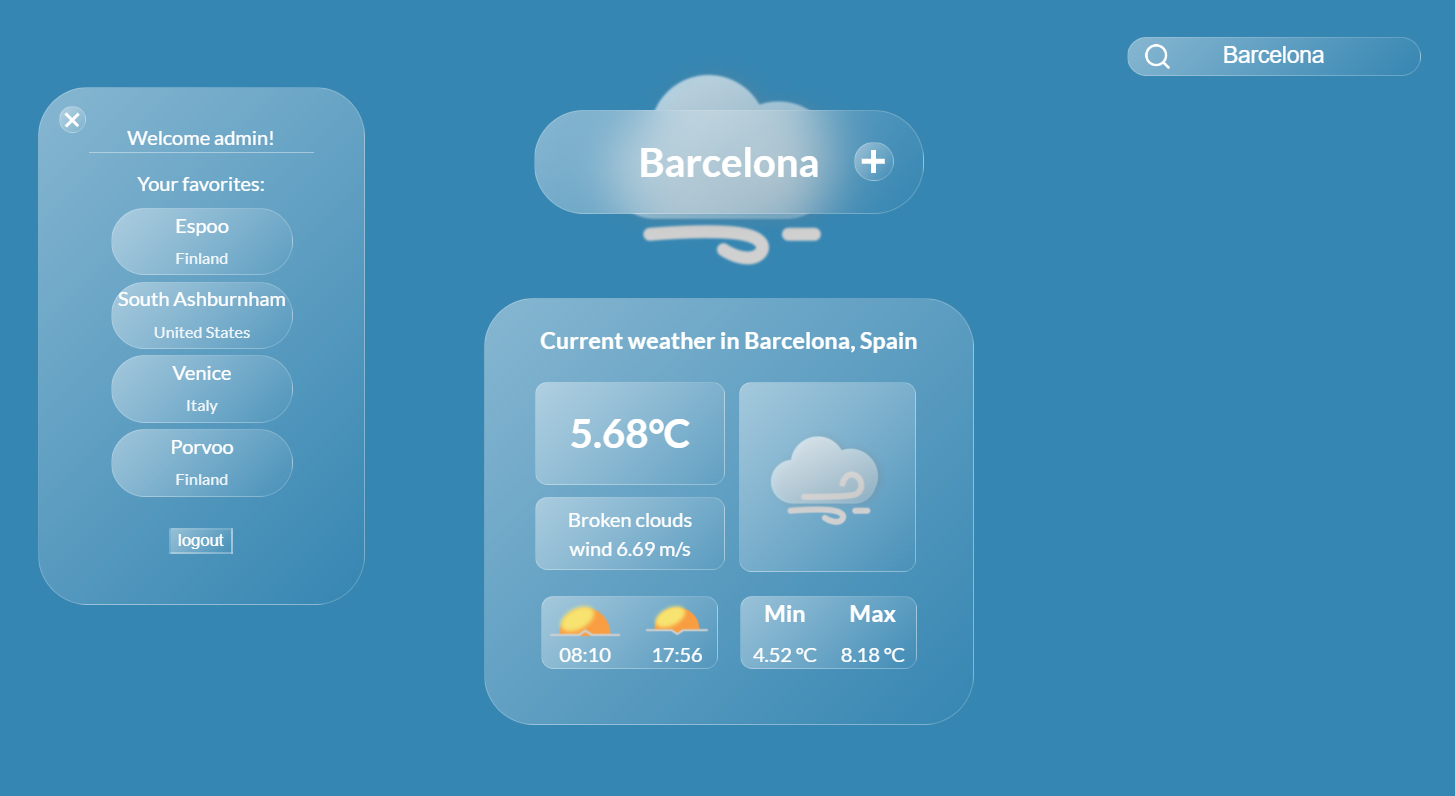 Barcelona
Welcome admin!
Your favorites:
Espoo
Finland
South Ashburnham
United States
Venice
Italy
Porvoo
Finland
logout
Barcelona
Current weather in Barcelona, Spain
5.68°C
Broken clouds
wind 6.69 m/s
08:10 17:56
Min Max
4.52 °C 8.18 °C